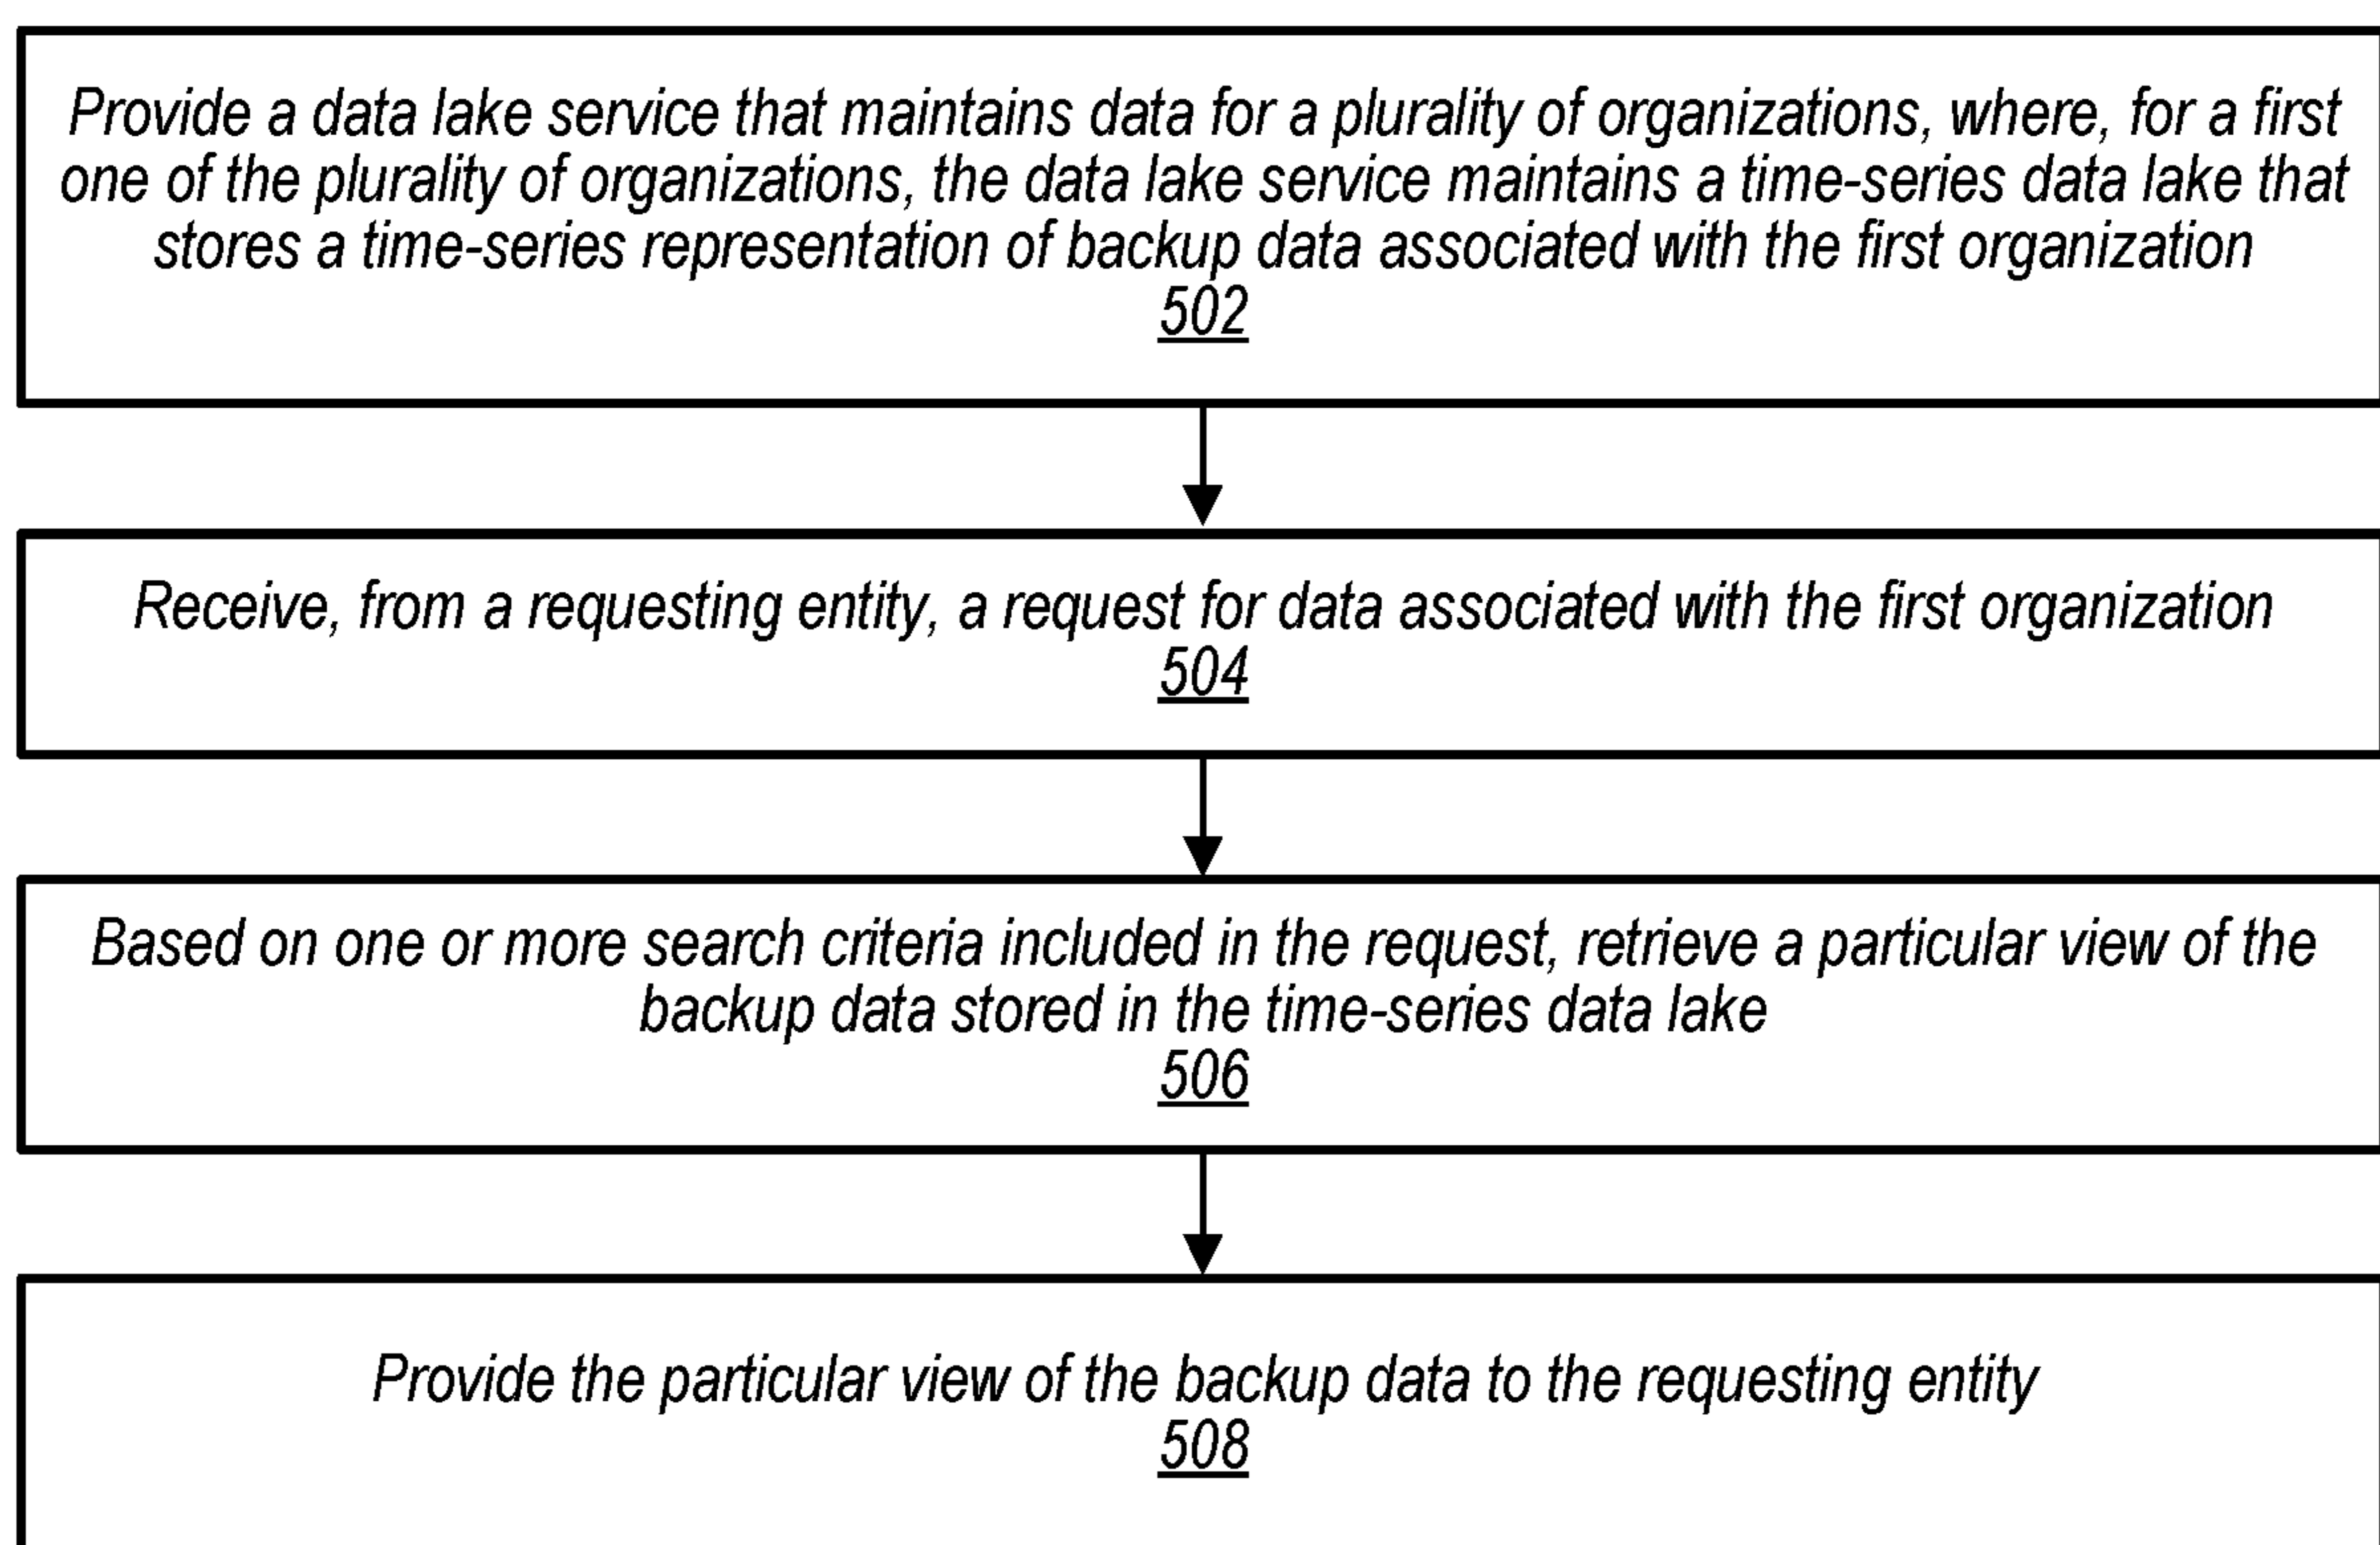 Provide a data lake service that maintains data for a plurality of organizations, where, for a first
one of the plurality of organizations, the data lake service maintains a time-series data lake that
stores a time-series representation of backup data associated with the first organization
502
Receive, from a requesting entity, a request for data associated with the first organization
504
Based on one or more search criteria included in the request, retrieve a particular view of the
backup data stored in the time-series data lake
506
Provide the particular view of the backup data to the requesting entity
508